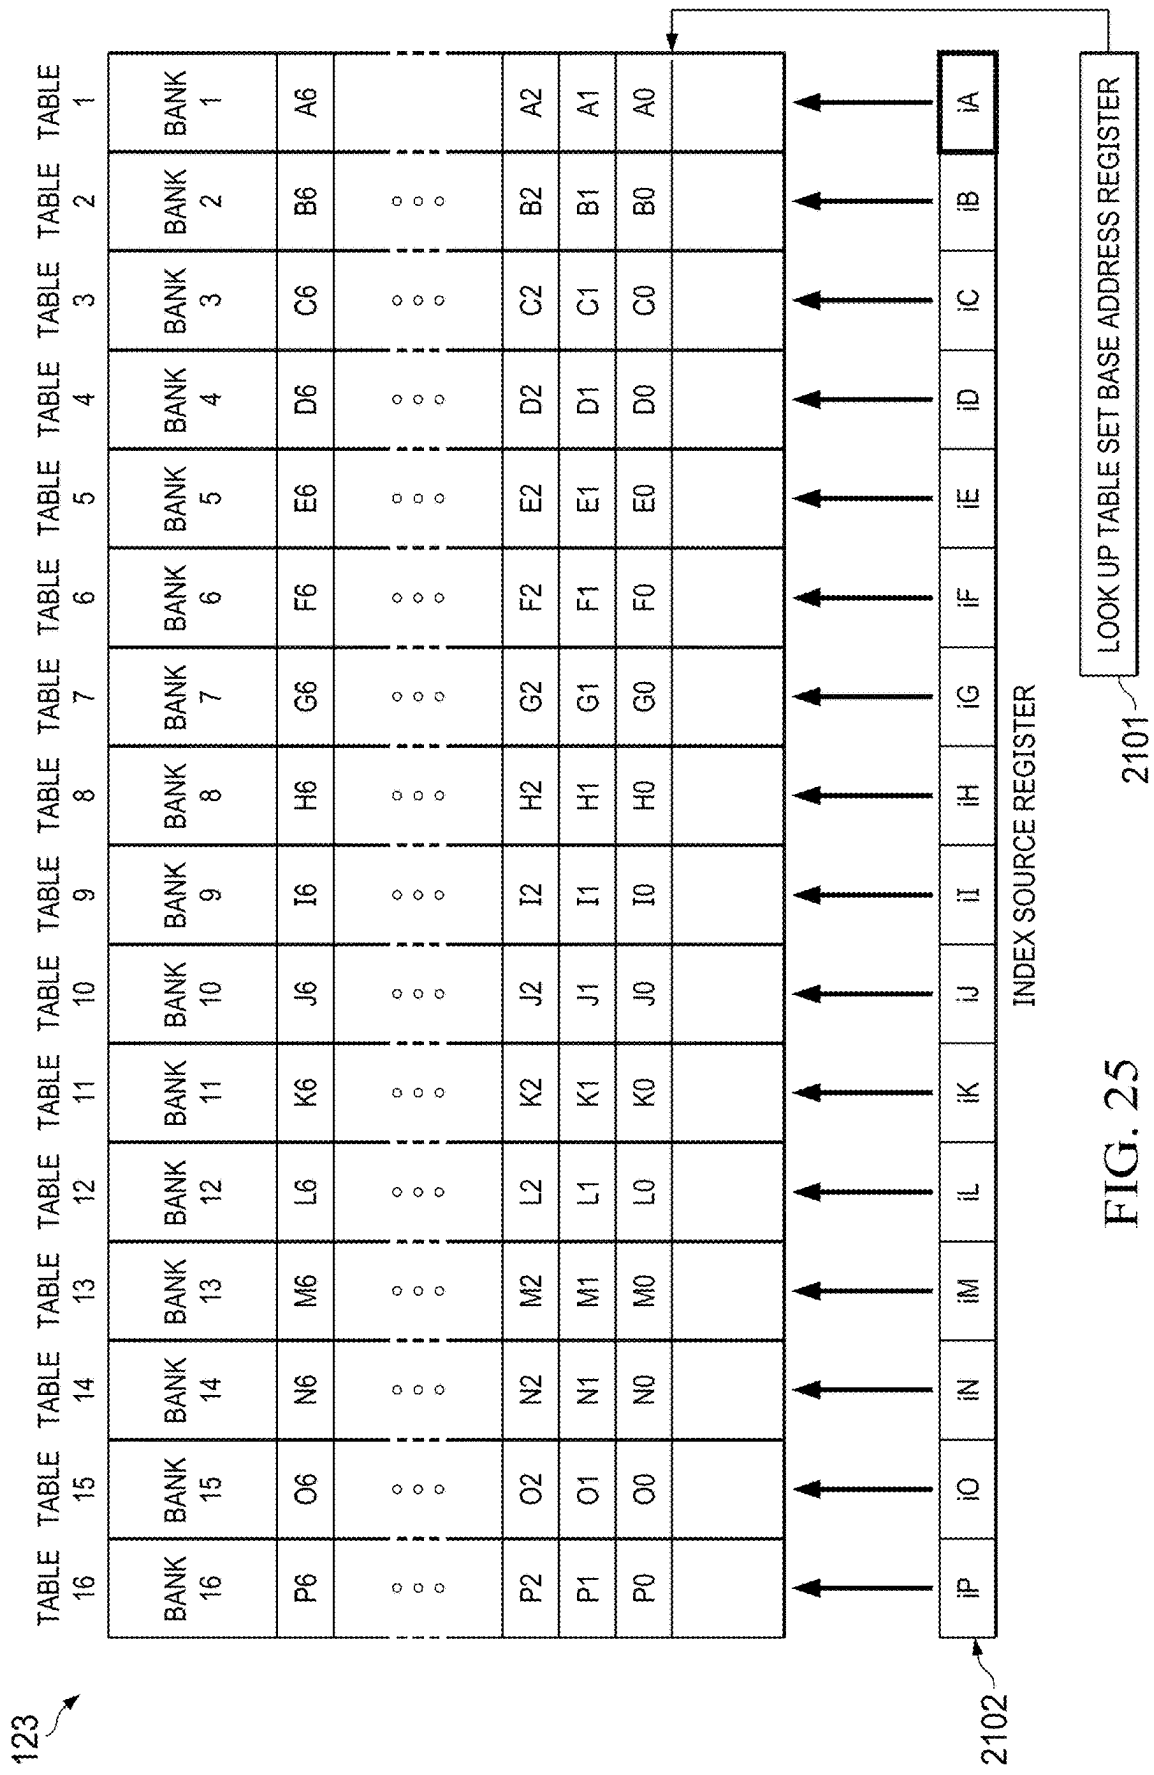 123
TABLE TABLE TABLE TABLE TABLE TABLE TABLE TABLE TABLE TABLE TABLE TABLE TABLE TABLE TABLE TABLE
16 15 14 13 12 11 10 9 8 7 6 5 4 3 2 1
BANK BANK BANK BANK BANK BANK BANK BANK BANK BANK BANK BANK BANK BANK BANK BANK
16 15 14 13 12 11 10 9 8 7 6 5 4 3 2 1
P6 O6 N6 M6 L6 K6 J6 I6 H6 G6 F6 E6 D6 C6 B6 A6
P2 O2 N2 M2 L2 K2 J2 I2 H2 G2 F2 E2 D2 C2 B2 A2
P1 O1 N1 M1 L1 K1 J1 I1 H1 G1 F1 E1 D1 C1 B1 A1
P0 O0 N0 M0 L0 K0 J0 I0 H0 G0 F0 E0 D0 C0 B0 A0
iP iO iN iM iL iK iJ iI iH iG iF iE iD iC iB iA
2102
INDEX SOURCE REGISTER
LOOK UP TABLE SET BASE ADDRESS REGISTER
2101
FIG. 25